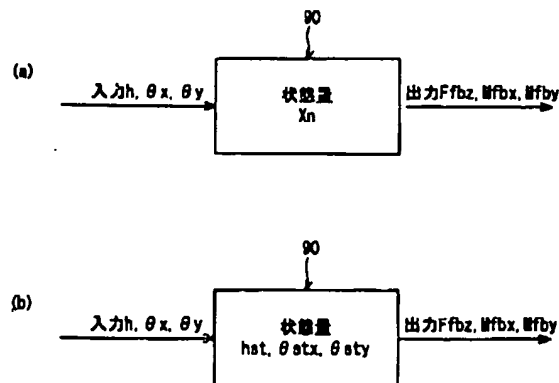 90
(a)
入力h, θx, θy
状態量
Xn
出力Ffbz, Mfbx, Mfby
90
(b)
入力h, θx, θy
状態量
hst, θstx, θsty
出力Ffbz, Mfbx, Mfby